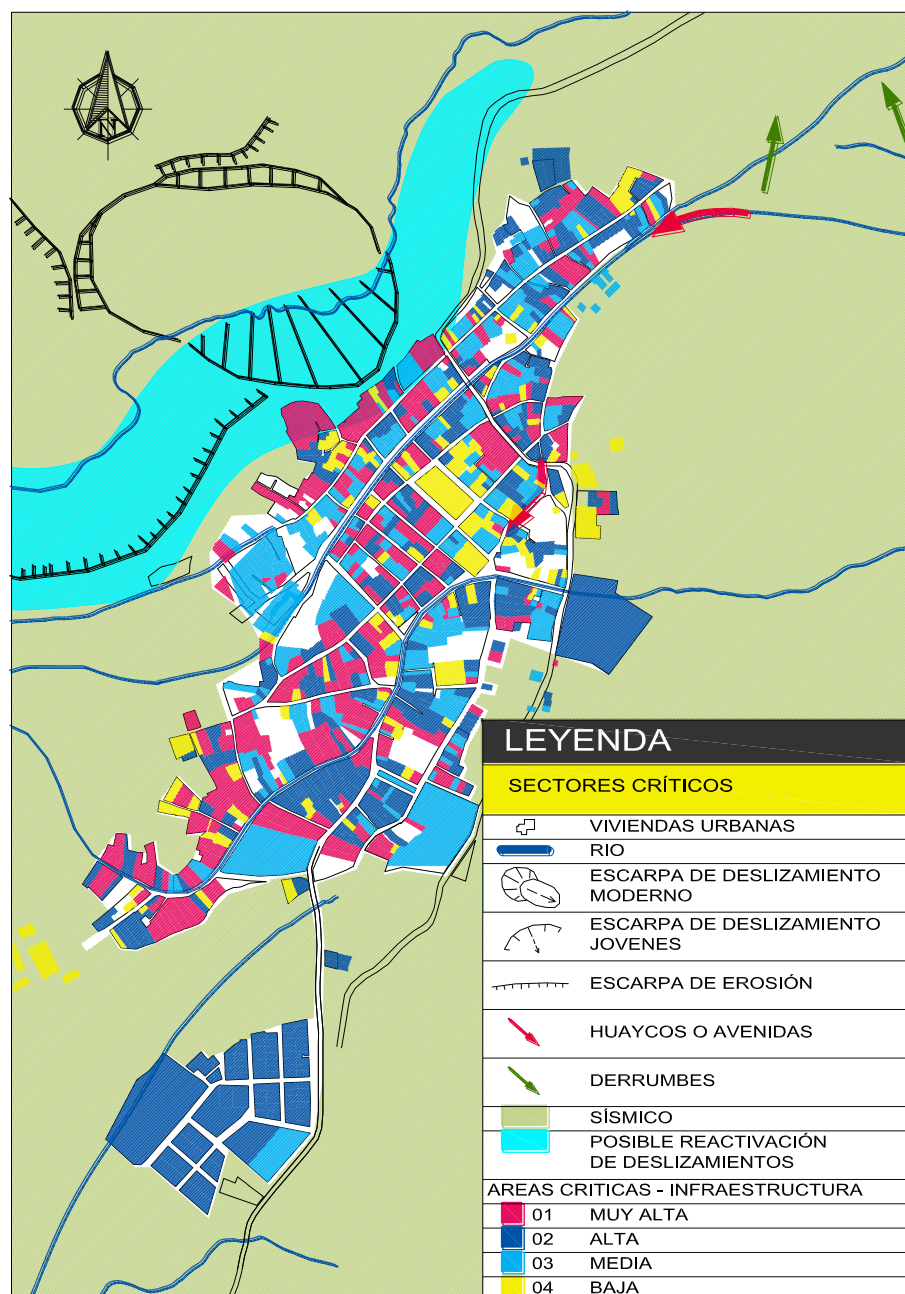 N
LEYENDA
SECTORES CRÍTICOS
VIVIENDAS URBANAS
RIO
ESCARPA DE DESLIZAMIENTO
MODERNO
ESCARPA DE DESLIZAMIENTO
JOVENES
ESCARPA DE EROSIÓN
HUAYCOS O AVENIDAS
DERRUMBES
SÍSMICO
POSIBLE REACTIVACIÓN
DE DESLIZAMIENTOS
AREAS CRITICAS - INFRAESTRUCTURA
01 MUY ALTA
02 ALTA
03 MEDIA
04 BAJA